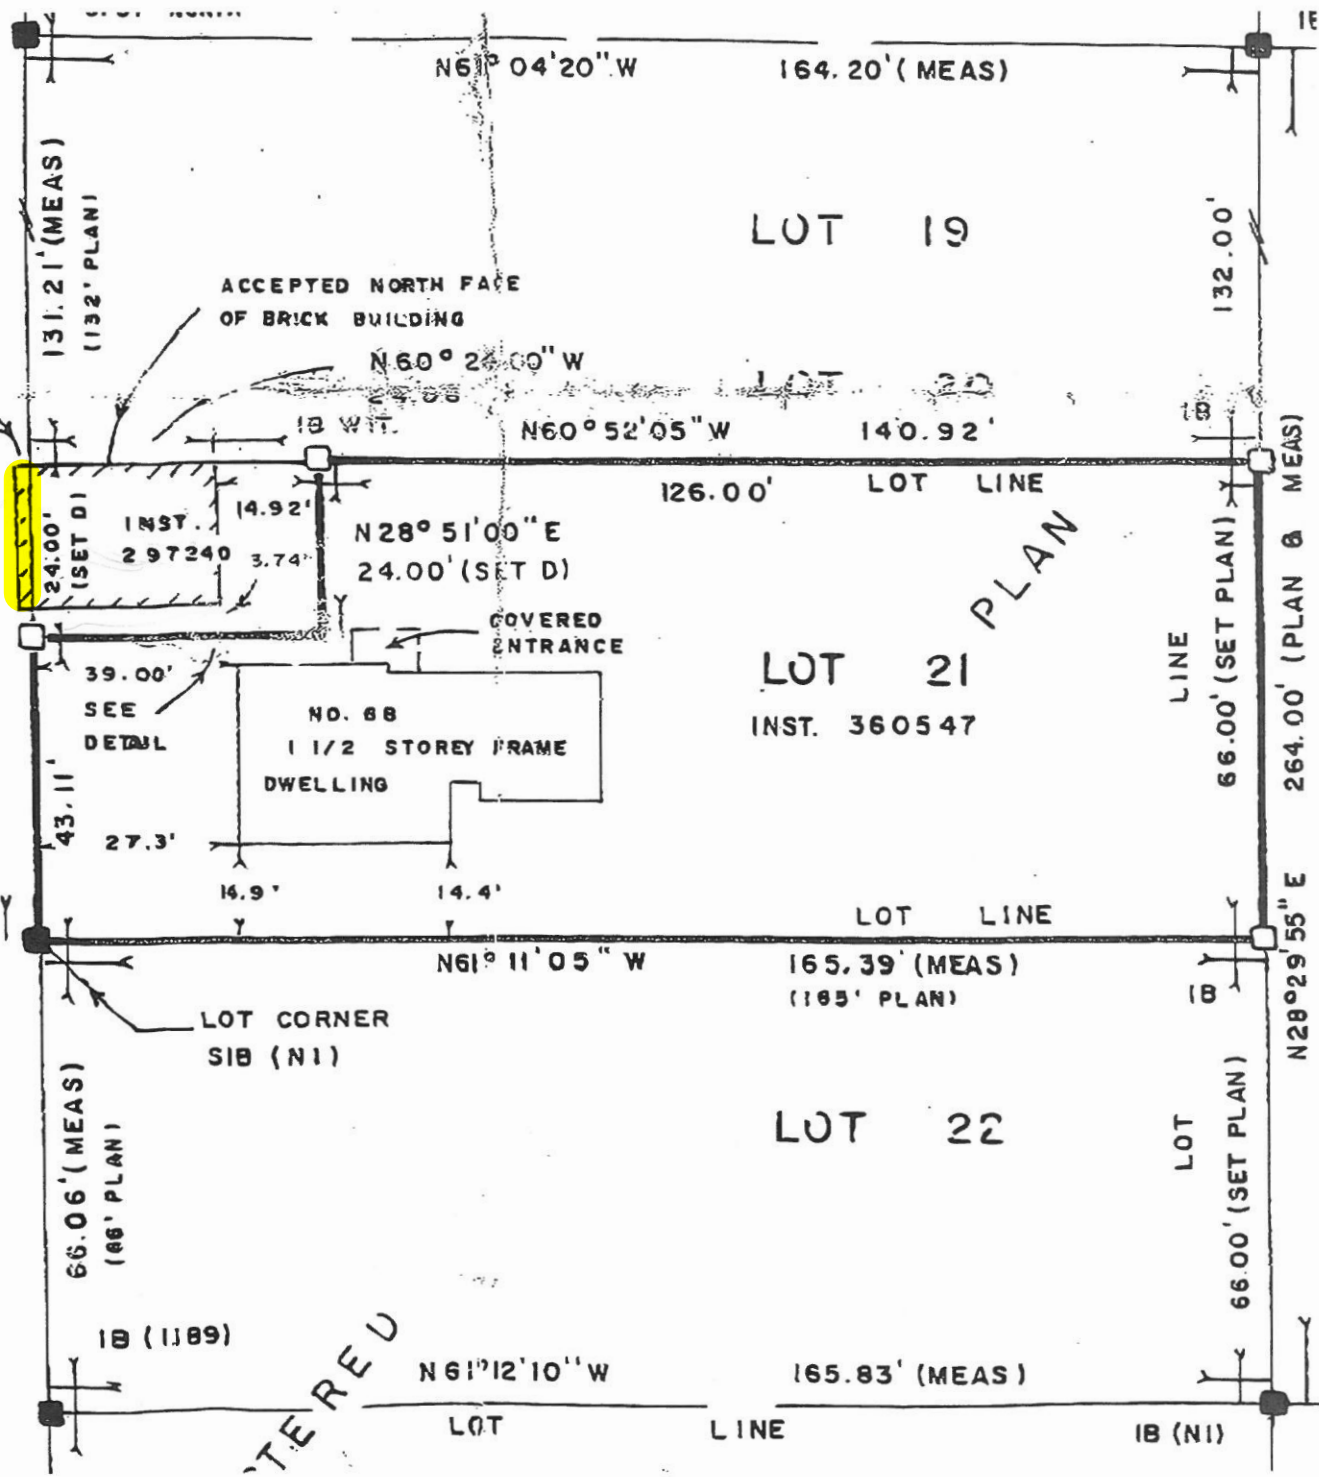 N61° 04'20" W 164.20' (MEAS)
131.21' (MEAS)
(132' PLAN)
LOT 19
132.00'
ACCEPTED NORTH FACE
OF BRICK BUILDING
IB WIT.
N60° 52'05" W 140.92'
IB
126.00' LOT LINE
24.00'
(SET D)
INST.
297240
14.92'
3.74'
N28° 51'00" E
24.00' (SET D)
PLAN
COVERED
ENTRANCE
39.00'
SEE
DETAIL
NO. 68
1 1/2 STOREY FRAME
DWELLING
LOT 21
INST. 360547
LINE
66.00' (SET PLAN)
264.00' (PLAN & MEAS)
43.11'
27.3'
14.9' 14.4'
LOT LINE
N61° 11'05" W 165.39' (MEAS)
(165' PLAN)
IB
N28° 29'55" E
LOT CORNER
SIB (N1)
66.06' (MEAS)
(66' PLAN)
LOT 22
LOT
66.00' (SET PLAN)
IB (1189)
N61° 12'10" W 165.83' (MEAS)
LOT LINE
IB (N1)
TERED